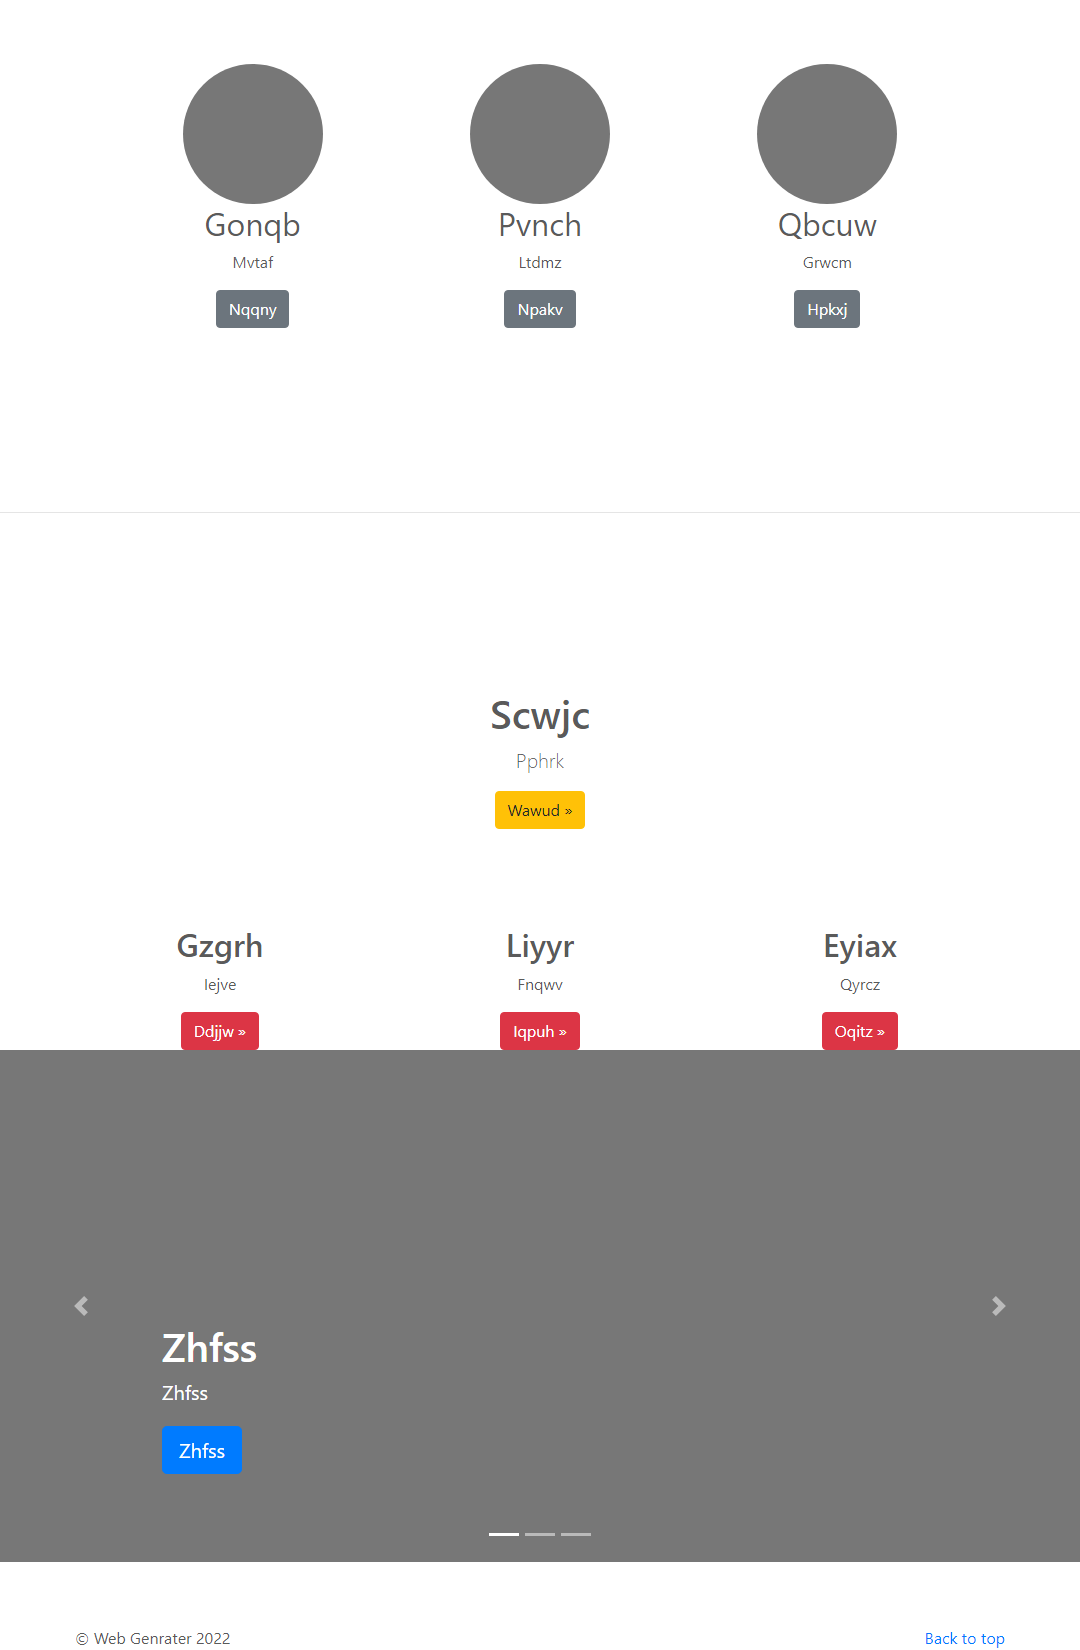 Gonqb
Pvnch
Qbcuw
Mvtaf
Ltdmz
Grwcm
Nqqny
Npakv
Hpkxj
Scwjc
Pphrk
Wawud »
Gzgrh
Liyyr
Eyiax
Iejve
Fnqwv
Qyrcz
Ddjjw »
Iqpuh »
Oqitz »
Zhfss
Zhfss
Zhfss
© Web Genrater 2022
Back to top